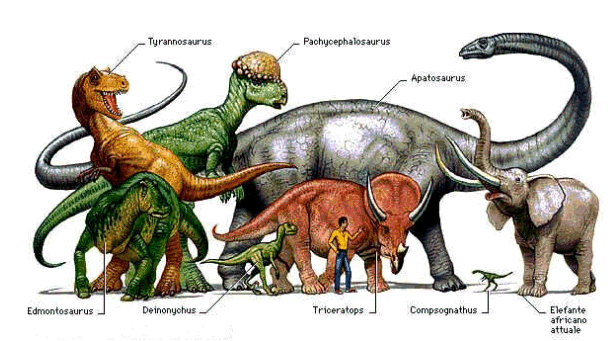 Tyrannosaurus
Pachycephalosaurus
Apatosaurus
Edmontosaurus
Deinonychus
Triceratops
Compsognathus
Elefante
africano
attuale